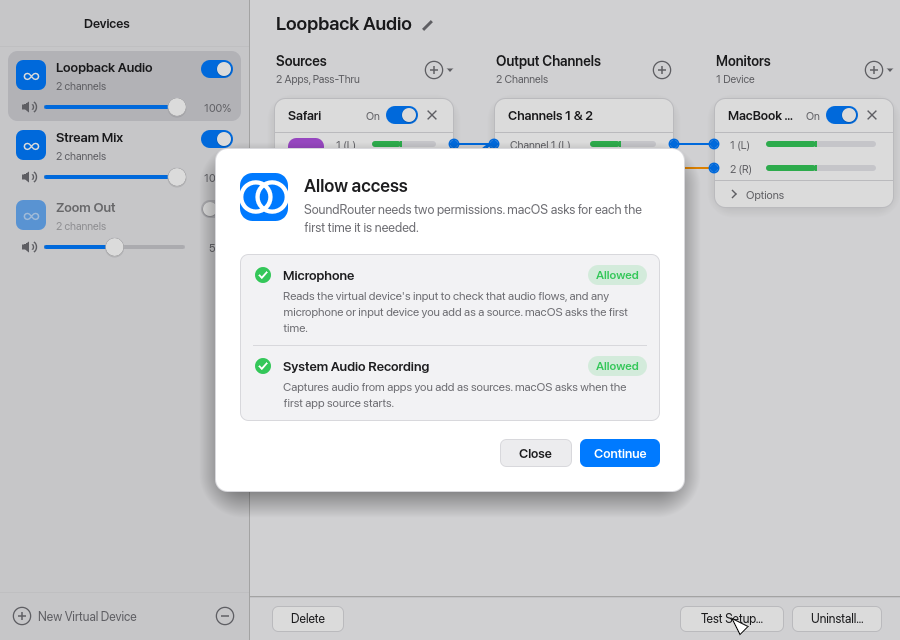 Devices
Loopback Audio
2 channels
100%
Stream Mix
2 channels
Zoom Out
2 channels
New Virtual Device
Loopback Audio
Sources
2 Apps, Pass-Thru
Output Channels
2 Channels
Monitors
1 Device
Safari
On
1 (L)
Channels 1 & 2
Channel 1 (L)
MacBook ...
On
1 (L)
2 (R)
Options
Allow access
SoundRouter needs two permissions. macOS asks for each the
first time it is needed.
Microphone
Allowed
Reads the virtual device's input to check that audio flows, and any
microphone or input device you add as a source. macOS asks the first
time.
System Audio Recording
Allowed
Captures audio from apps you add as sources. macOS asks when the
first app source starts.
Close
Continue
Delete
Test Setup...
Uninstall...